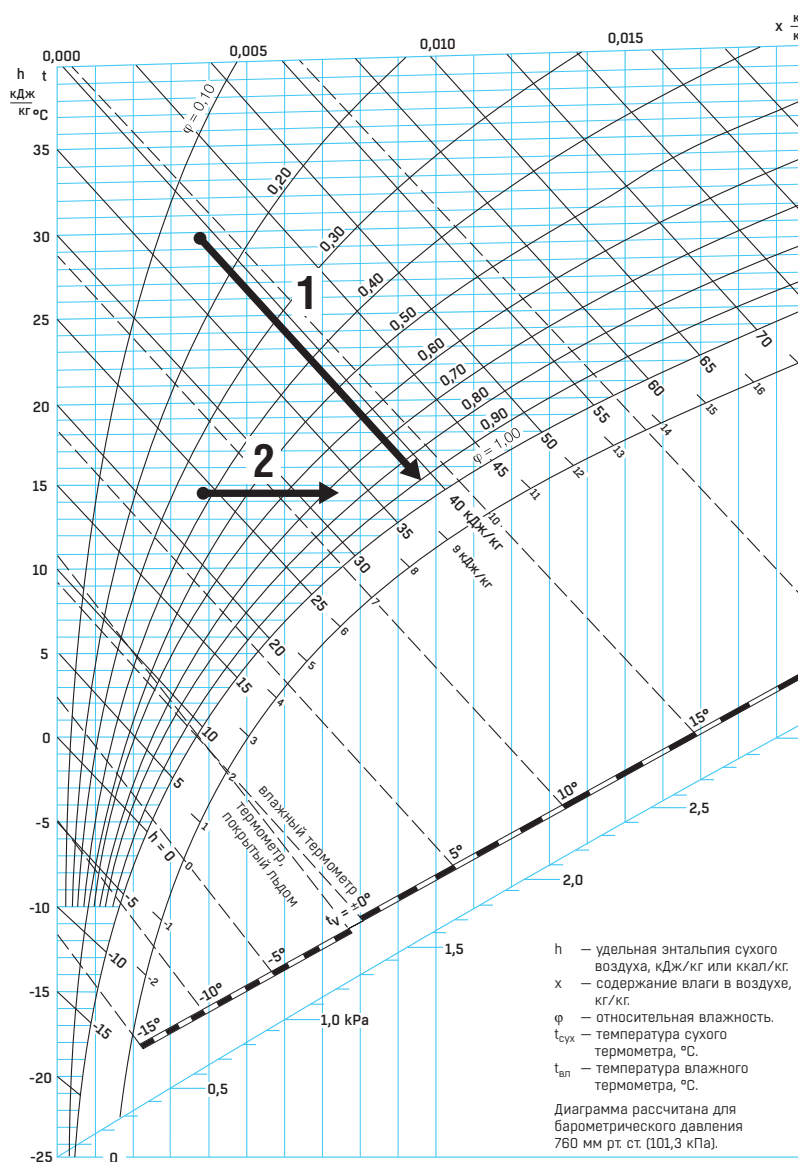 0,000
0,005
0,010
0,015
x к
к
h t
кДж
кг °C
φ = 0,10
35
0,20
30
0,30
1
0,40
25
0,50
0,60
70
0,70
65
20
0,80
60
16
0,90
55
15
2
φ = 1,00
50
14
45
13
15
12
40 кДж/кг
11
35
10
9 кДж/кг
30
8
10
25
7
20
6
5
15
5
4
0
10
3
15°
5
2
влажный термометр
термометр,
покрытый льдом
10°
-5
h = 0
1
2,5
0
5°
-5
2,0
-10
-1
t_v = ±0°
-10
-2
-5°
1,5
-15
-15
-10°
-15°
1,0 kPa
-20
0,5
-25
0
h — удельная энтальпия сухого
воздуха, кДж/кг или ккал/кг.
x — содержание влаги в воздухе,
кг/кг.
φ — относительная влажность.
tсух — температура сухого
термометра, °C.
tвл — температура влажного
термометра, °C.
Диаграмма рассчитана для
барометрического давления
760 мм рт. ст. (101,3 кПа).